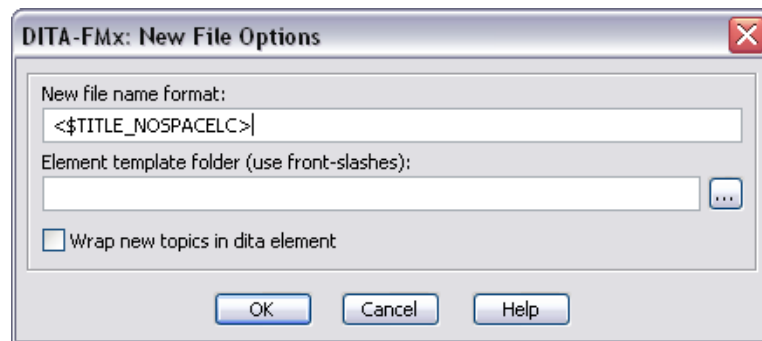 DITA-FMx: New File Options
New file name format:
<$TITLE_NOSPACELC>
Element template folder (use front-slashes):
...
Wrap new topics in dita element
OK Cancel Help